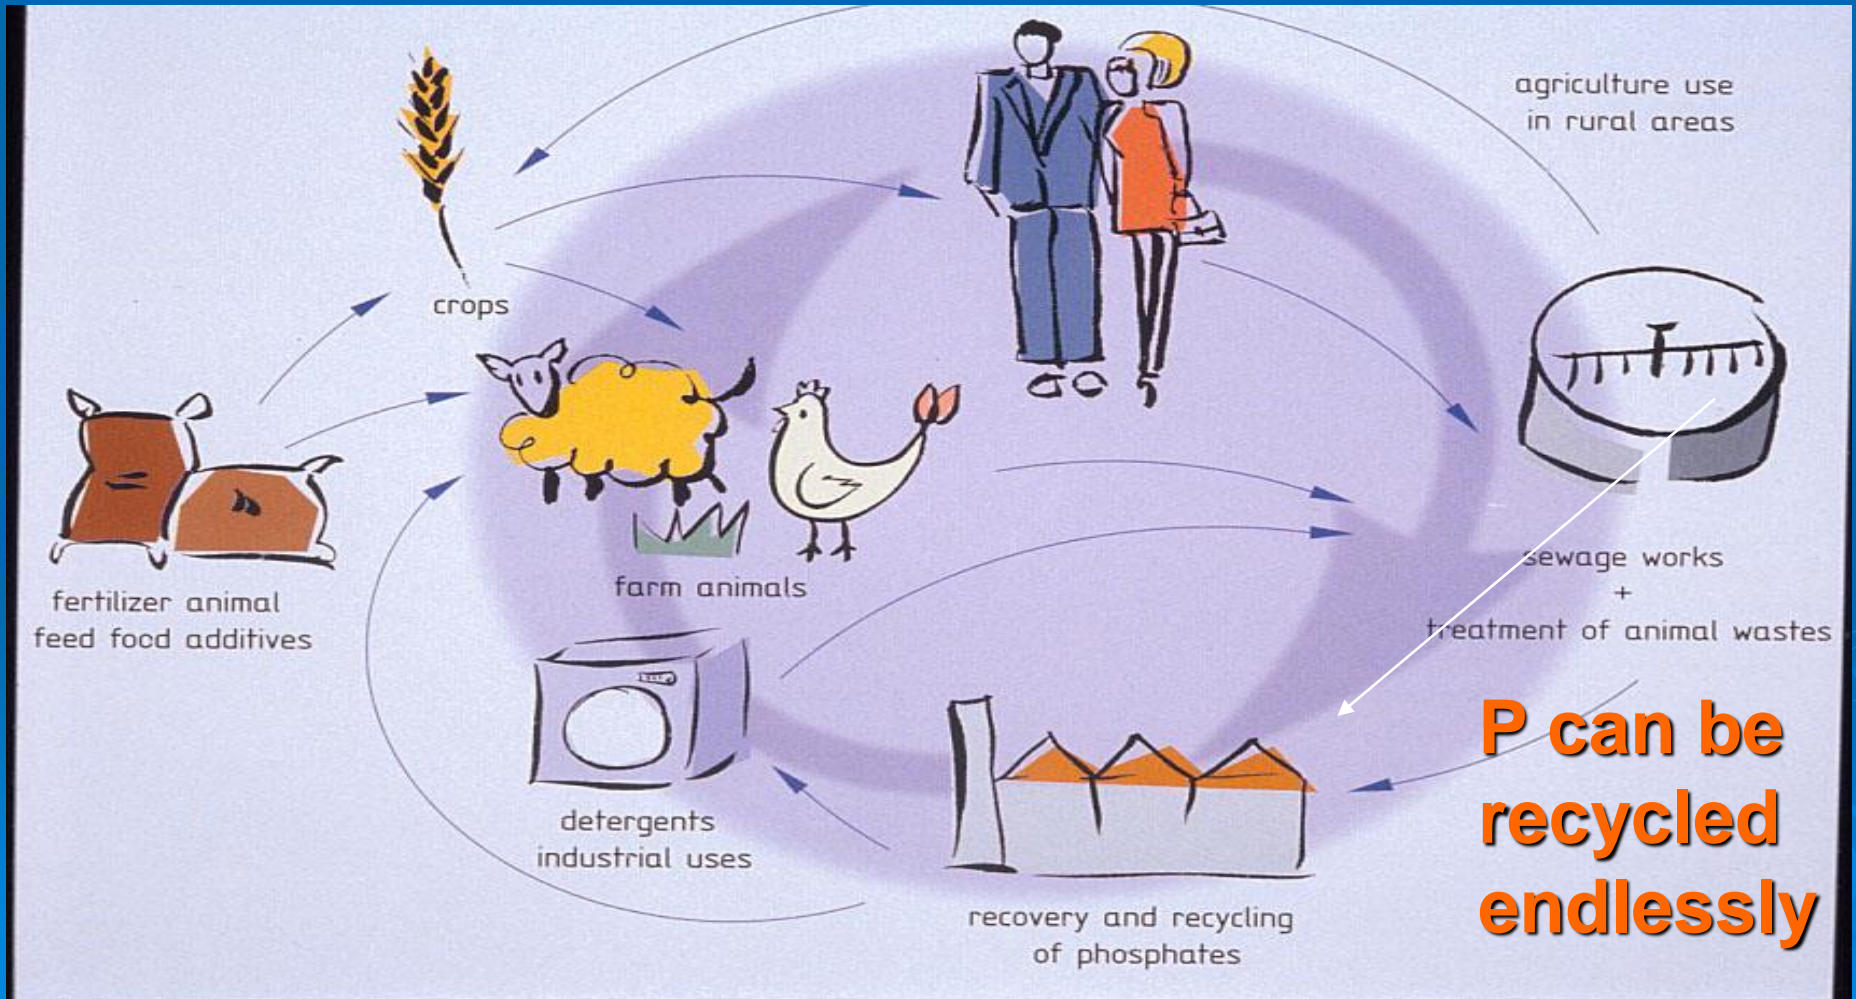 agriculture use
in rural areas
crops
fertilizer animal
feed food additives
farm animals
sewage works
+
treatment of animal wastes
detergents
industrial uses
recovery and recycling
of phosphates
P can be
recycled
endlessly